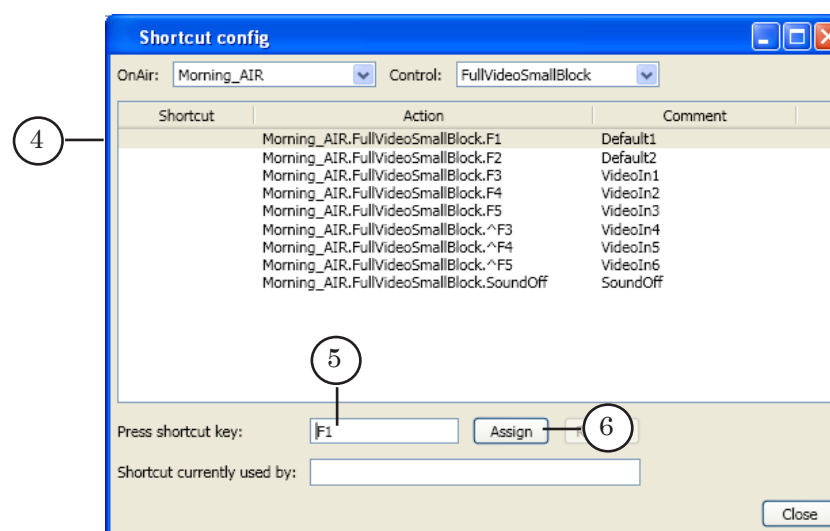 Shortcut config
OnAir: Morning_AIR Control: FullVideoSmallBlock
Shortcut Action Comment
4
Morning_AIR.FullVideoSmallBlock.F1 Default1
Morning_AIR.FullVideoSmallBlock.F2 Default2
Morning_AIR.FullVideoSmallBlock.F3 VideoIn1
Morning_AIR.FullVideoSmallBlock.F4 VideoIn2
Morning_AIR.FullVideoSmallBlock.F5 VideoIn3
Morning_AIR.FullVideoSmallBlock.^F3 VideoIn4
Morning_AIR.FullVideoSmallBlock.^F4 VideoIn5
Morning_AIR.FullVideoSmallBlock.^F5 VideoIn6
Morning_AIR.FullVideoSmallBlock.SoundOff SoundOff
5
Press shortcut key: F1 Assign 6
Shortcut currently used by:
Close